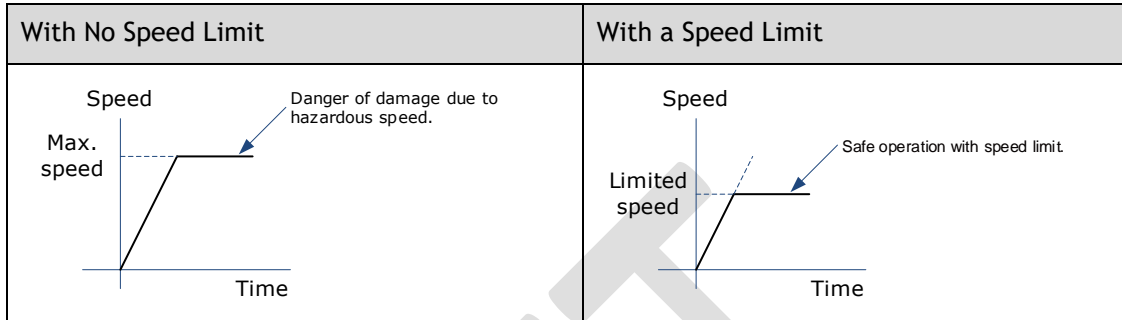 With No Speed Limit
With a Speed Limit
Speed
Danger of damage due to
hazardous speed.
Max.
speed
Time
Speed
Safe operation with speed limit.
Limited
speed
Time